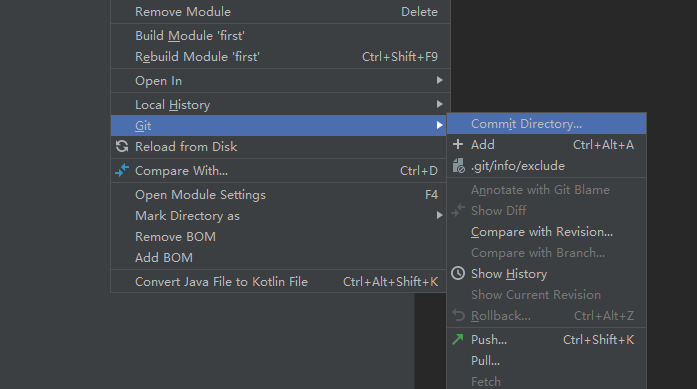 Remove Module Delete
Build Module 'first'
Rebuild Module 'first' Ctrl+Shift+F9
Open In
Local History
Git
Reload from Disk
Compare With... Ctrl+D
Open Module Settings F4
Mark Directory as
Remove BOM
Add BOM
Convert Java File to Kotlin File Ctrl+Alt+Shift+K
Commit Directory...
Add Ctrl+Alt+A
.git/info/exclude
Annotate with Git Blame
Show Diff
Compare with Revision...
Compare with Branch...
Show History
Show Current Revision
Rollback... Ctrl+Alt+Z
Push... Ctrl+Shift+K
Pull...
Fetch